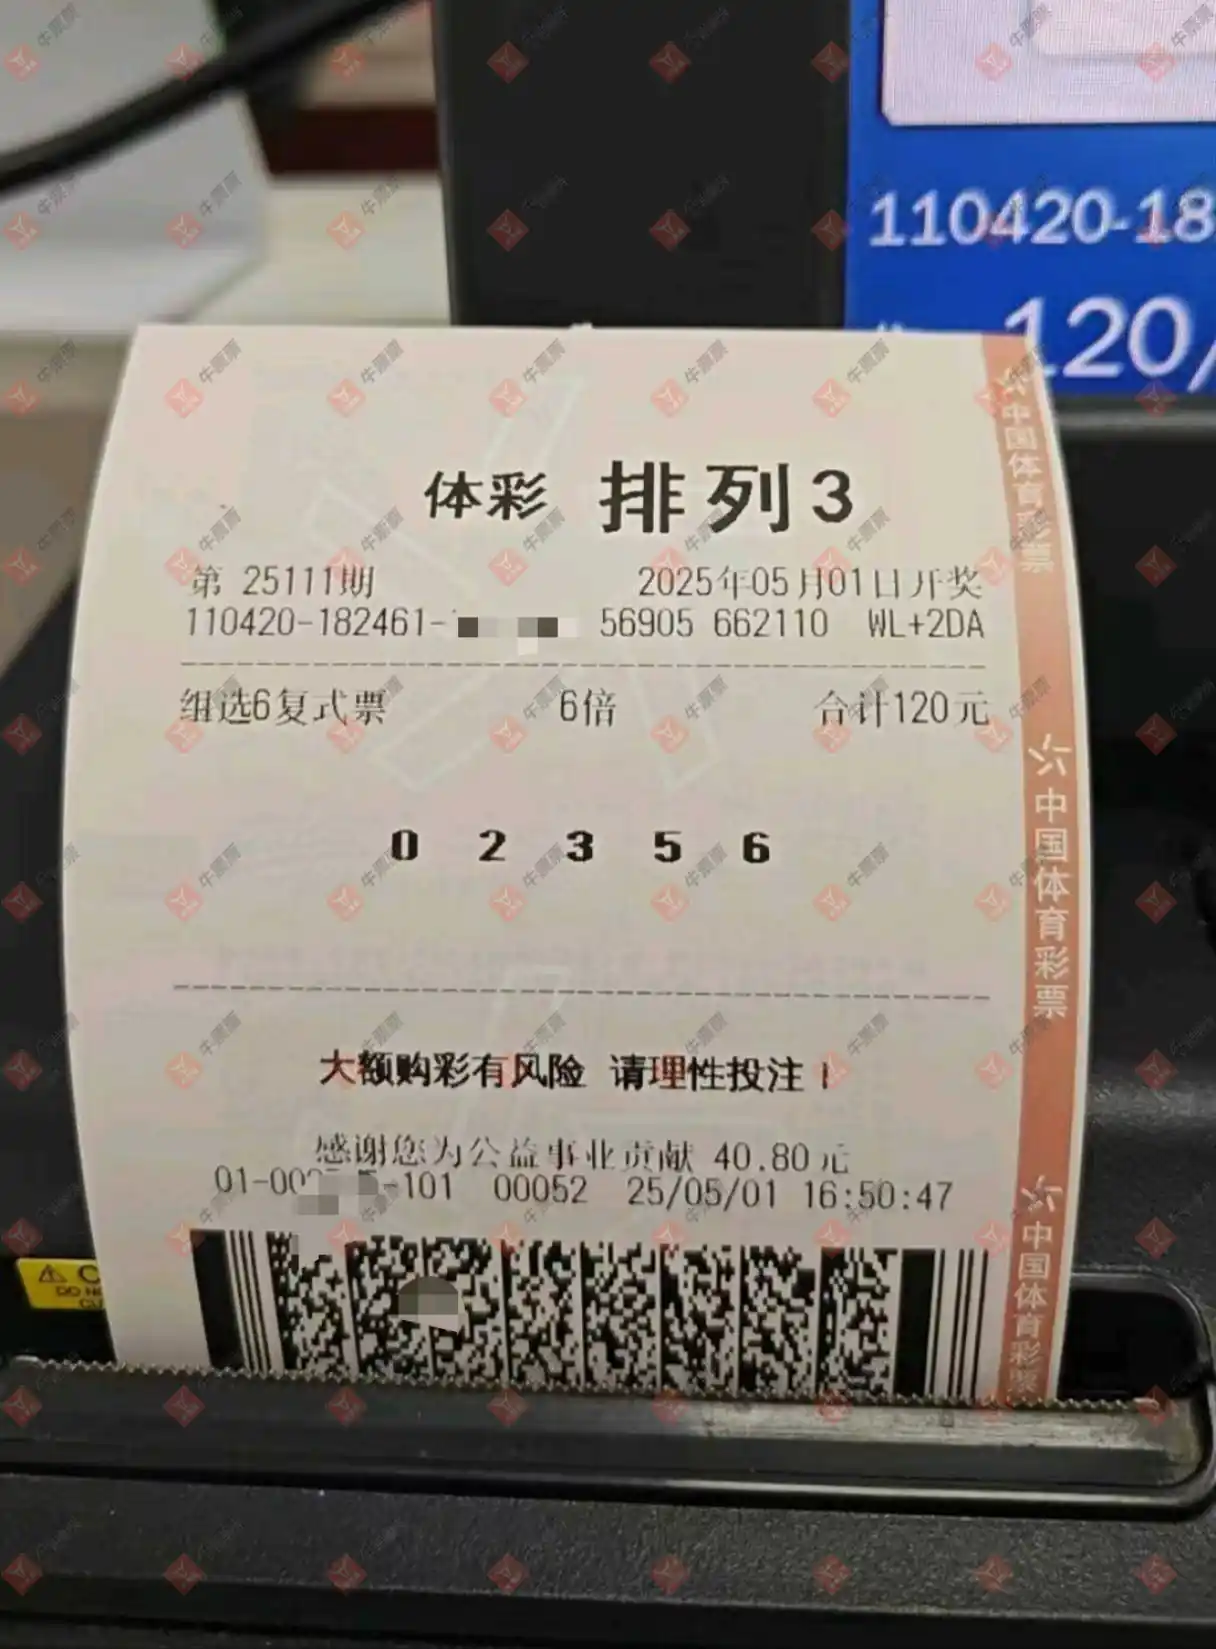 110420-18
120/
体彩 排列3
第 25111期 2025年05月01日开奖
110420-182461- 56905 662110 WL+2DA
组选6复式票 6倍 合计120元
0 2 3 5 6
大额购彩有风险 请理性投注!
感谢您为公益事业贡献 40.80元
01-00 -101 00052 25/05/01 16:50:47
中国体育彩票
中国体育彩票
中国体育彩票
牛票票